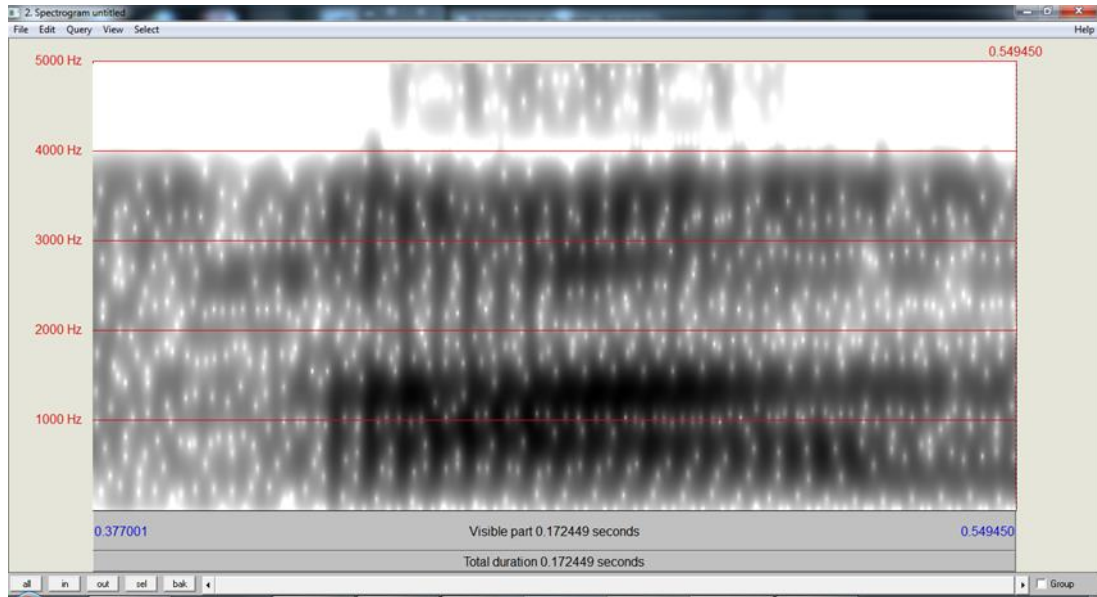 2. Spectrogram untitled
File Edit Query View Select Help
0.549450
5000 Hz
4000 Hz
3000 Hz
2000 Hz
1000 Hz
0.377001 Visible part 0.172449 seconds 0.549450
Total duration 0.172449 seconds
all in out sel bak Group